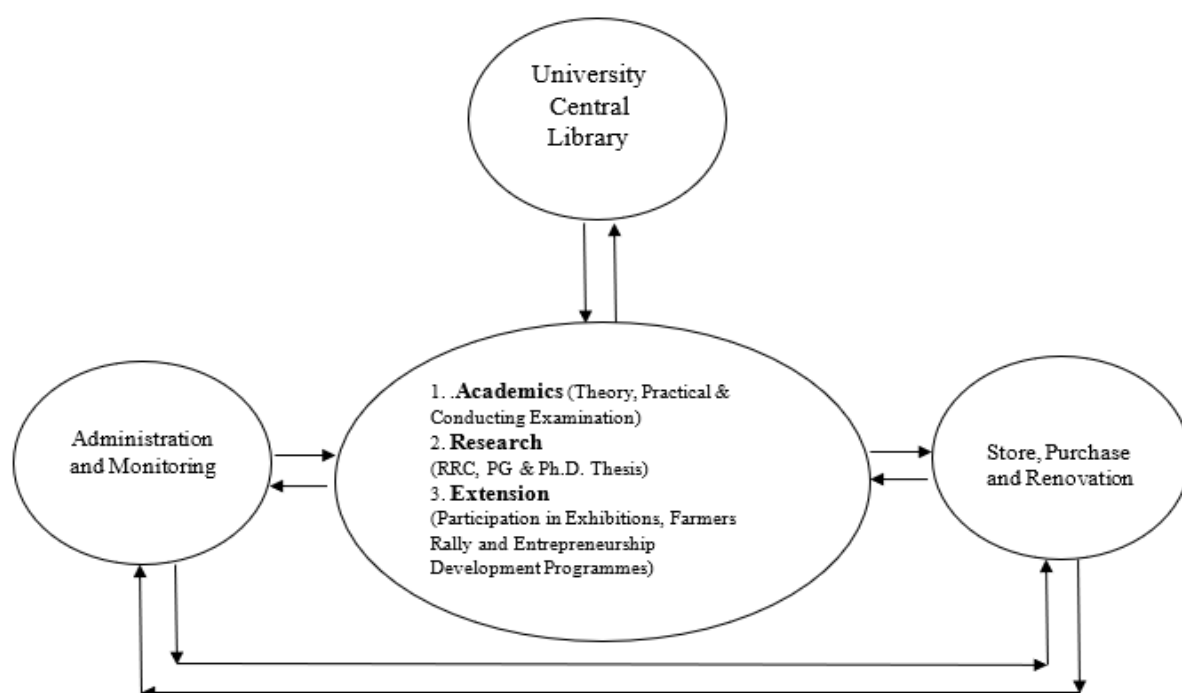 University
Central
Library
1. .Academics (Theory, Practical &
Conducting Examination)
2. Research
(RRC, PG & Ph.D. Thesis)
3. Extension
(Participation in Exhibitions, Farmers
Rally and Entrepreneurship
Development Programmes)
Administration
and Monitoring
Store, Purchase
and Renovation